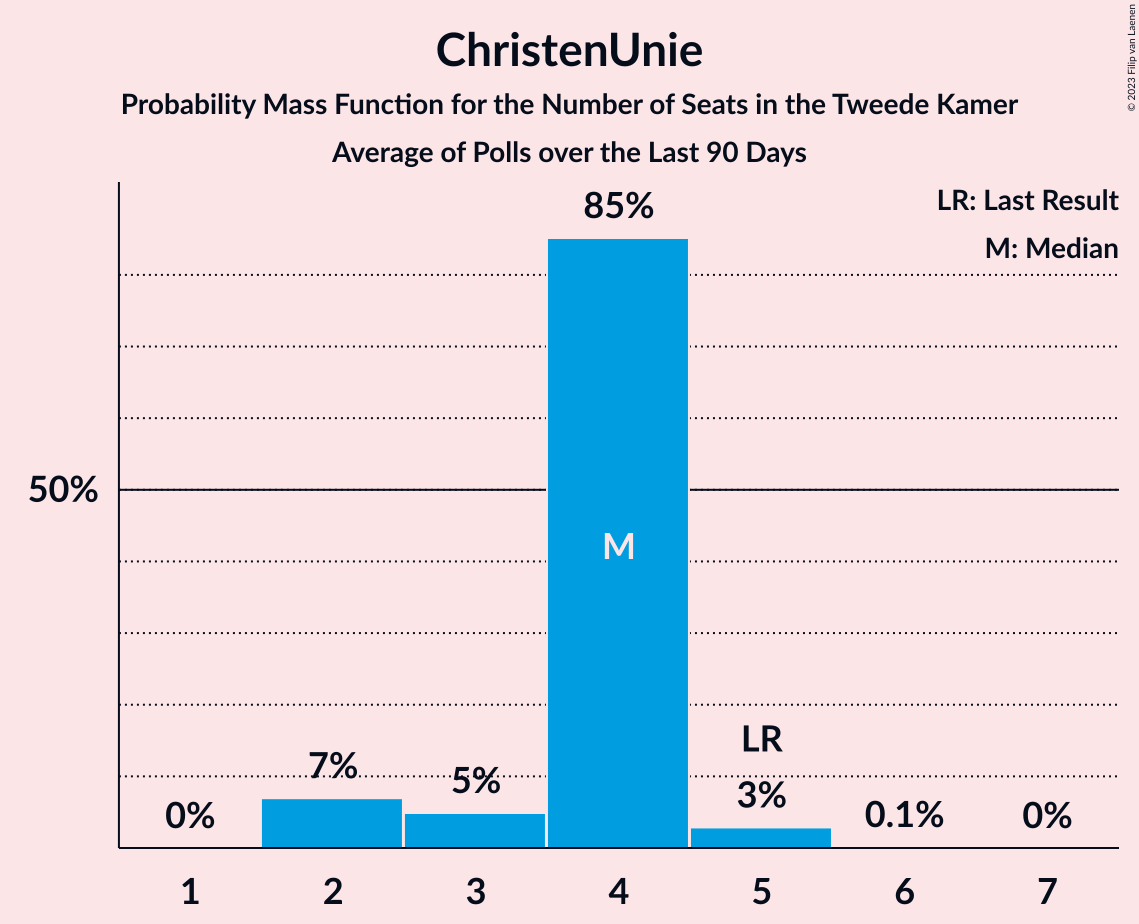 ChristenUnie
Probability Mass Function for the Number of Seats in the Tweede Kamer
Average of Polls over the Last 90 Days
© 2023 Filip van Laenen
LR: Last Result
M: Median
85%
50%
M
LR
7%
5%
3%
0%
0.1%
0%
1 2 3 4 5 6 7